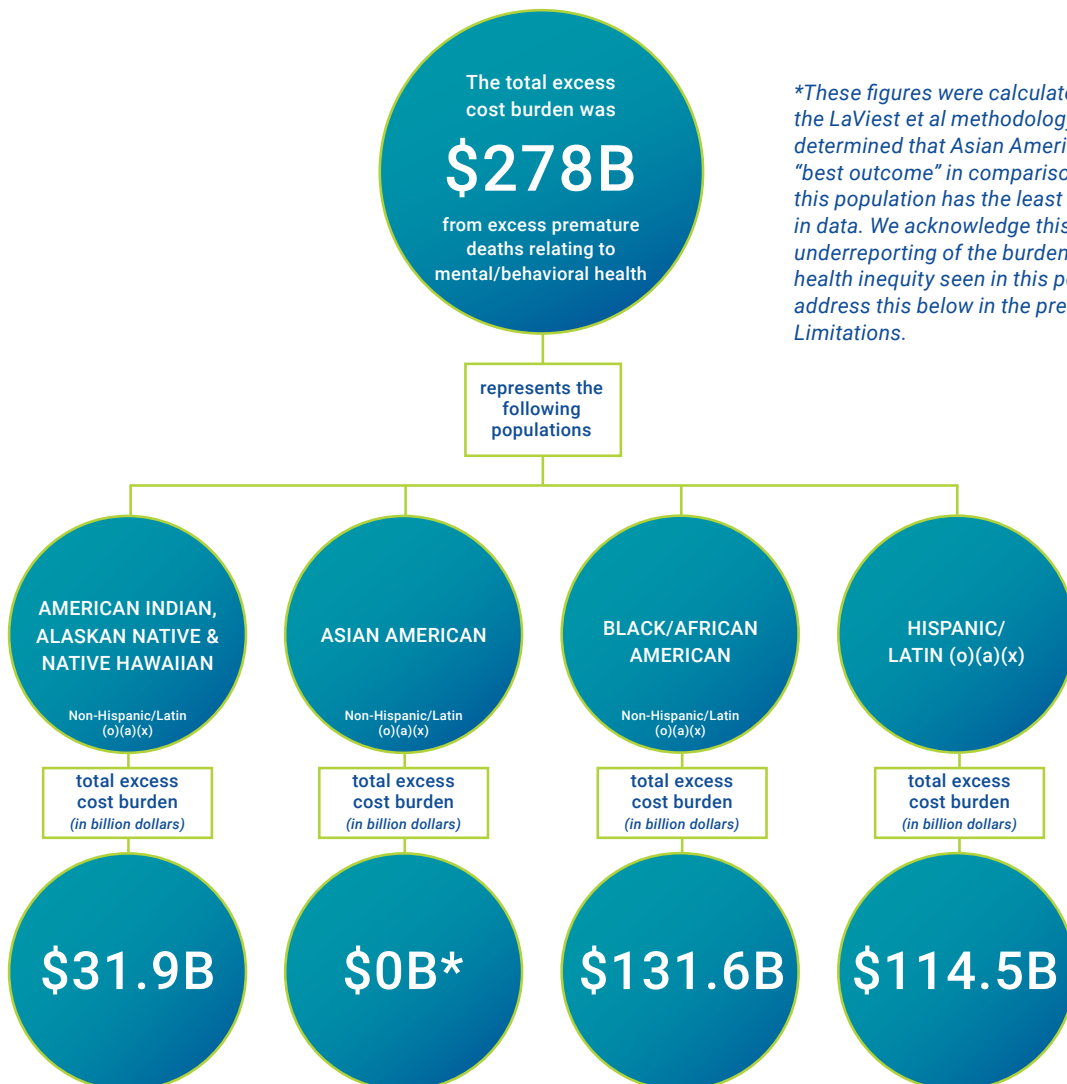 The total excess
cost burden was
$278B
from excess premature
deaths relating to
mental/behavioral health
*These figures were calculate
the LaViest et al methodology
determined that Asian Ameri
"best outcome" in compariso
this population has the least
in data. We acknowledge this
underreporting of the burden
health inequity seen in this po
address this below in the pre
Limitations.
represents the
following
populations
AMERICAN INDIAN,
ALASKAN NATIVE &
NATIVE HAWAIIAN
Non-Hispanic/Latin
(o)(a)(x)
ASIAN AMERICAN
Non-Hispanic/Latin
(o)(a)(x)
BLACK/AFRICAN
AMERICAN
Non-Hispanic/Latin
(o)(a)(x)
HISPANIC/
LATIN (o)(a)(x)
total excess
cost burden
(in billion dollars)
total excess
cost burden
(in billion dollars)
total excess
cost burden
(in billion dollars)
total excess
cost burden
(in billion dollars)
$31.9B
$0B*
$131.6B
$114.5B